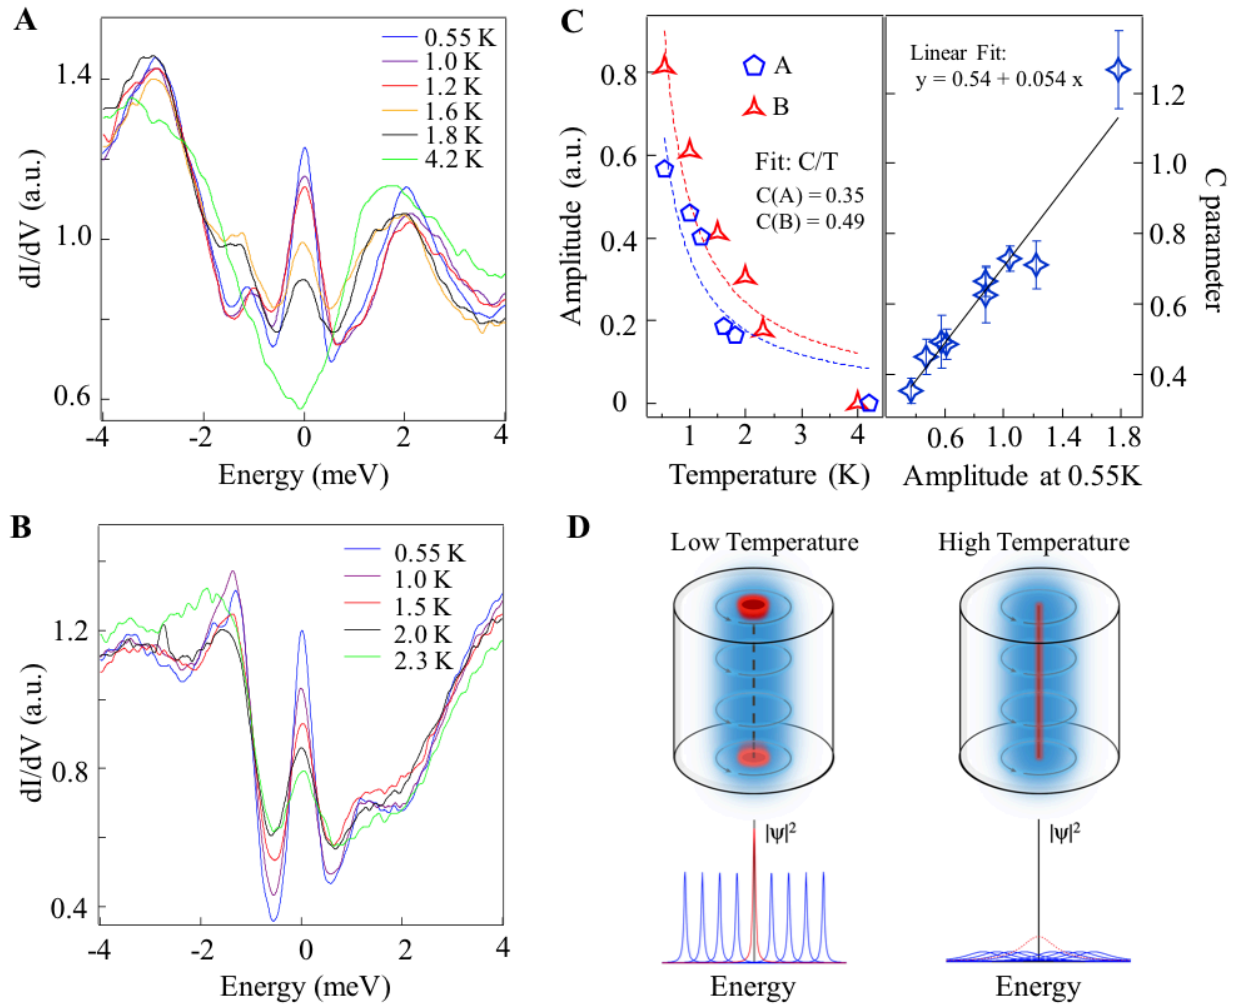 A
0.55 K
1.0 K
1.2 K
1.6 K
1.8 K
4.2 K
1.4
1.0
0.6
dI/dV (a.u.)
-4
-2
0
2
4
Energy (meV)
B
0.55 K
1.0 K
1.5 K
2.0 K
2.3 K
1.2
0.8
0.4
dI/dV (a.u.)
-4
-2
0
2
4
Energy (meV)
C
A
B
Fit: C/T
C(A) = 0.35
C(B) = 0.49
0.8
0.6
0.4
0.2
0
Amplitude (a.u.)
1
2
3
4
Temperature (K)
Linear Fit:
y = 0.54 + 0.054 x
1.2
1.0
0.8
0.6
0.4
C parameter
0.6
1.0
1.4
1.8
Amplitude at 0.55K
D
Low Temperature
High Temperature
|ψ|²
|ψ|²
Energy
Energy